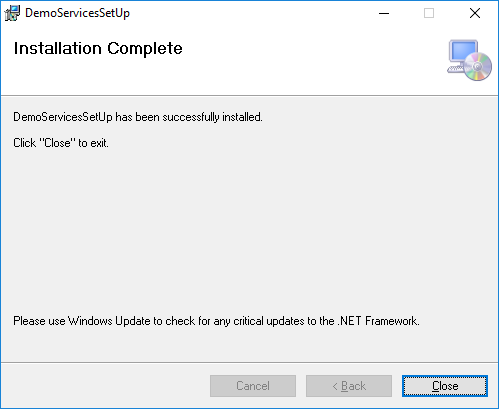 DemoServicesSetUp
Installation Complete
DemoServicesSetUp has been successfully installed.
Click "Close" to exit.
Please use Windows Update to check for any critical updates to the .NET Framework.
Cancel
< Back
Close